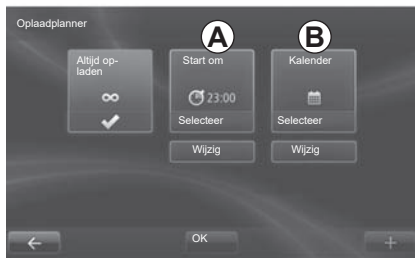 Oplaadplanner
A
B
Altijd op-
laden
Start om
23:00
Selecteer
Kalender
Selecteer
Wijzig
Wijzig
OK